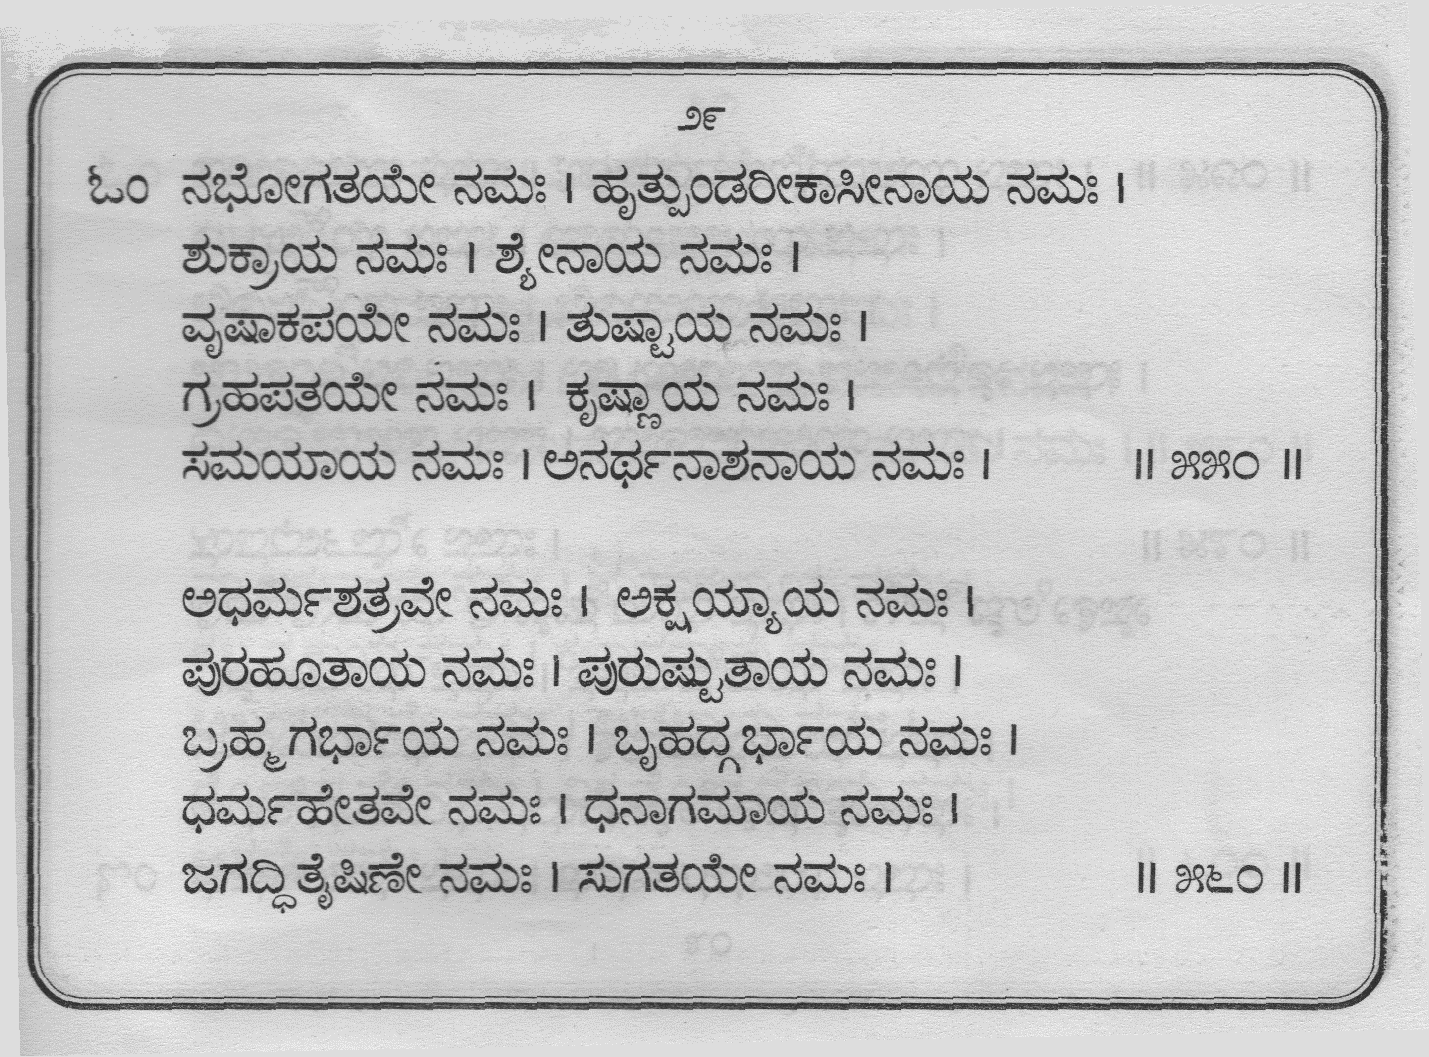 ೨೯
ಓಂ ನಭೋಗತಯೇ ನಮಃ । ಹೃತ್ಪುಂಡರೀಕಾಸೀನಾಯ ನಮಃ ।
ಶುಕ್ರಾಯ ನಮಃ । ಶ್ಯೇನಾಯ ನಮಃ ।
ವೃಷಾಕಪಯೇ ನಮಃ । ತುಷ್ಟಾಯ ನಮಃ ।
ಗ್ರಹಪತಯೇ ನಮಃ । ಕೃಷ್ಣಾಯ ನಮಃ ।
ಸಮಯಾಯ ನಮಃ । ಅನರ್ಥನಾಶನಾಯ ನಮಃ । ॥ ೫೫೦ ॥
ಅಧರ್ಮಶತ್ರವೇ ನಮಃ । ಅಕ್ಷಯ್ಯಾಯ ನಮಃ ।
ಪುರಹೂತಾಯ ನಮಃ । ಪುರುಷ್ಟುತಾಯ ನಮಃ ।
ಬ್ರಹ್ಮಗರ್ಭಾಯ ನಮಃ । ಬೃಹದ್ಗರ್ಭಾಯ ನಮಃ ।
ಧರ್ಮಹೇತವೇ ನಮಃ । ಧನಾಗಮಾಯ ನಮಃ ।
ಜಗದ್ಧಿತೈಷಿಣೇ ನಮಃ । ಸುಗತಯೇ ನಮಃ । ॥ ೫೬೦ ॥